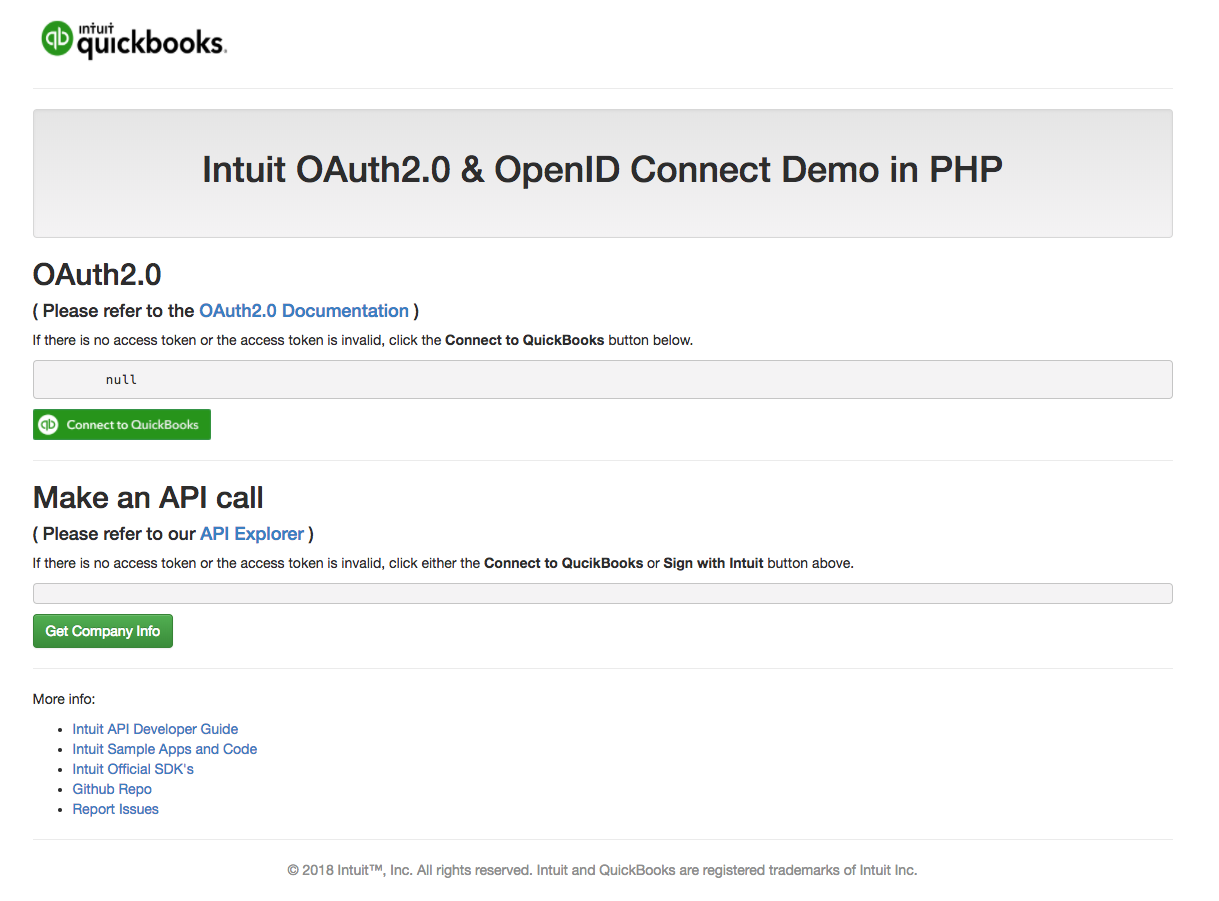 intuit
quickbooks.
Intuit OAuth2.0 & OpenID Connect Demo in PHP
OAuth2.0
( Please refer to the OAuth2.0 Documentation )
If there is no access token or the access token is invalid, click the Connect to QuickBooks button below.
null
qb Connect to QuickBooks
Make an API call
( Please refer to our API Explorer )
If there is no access token or the access token is invalid, click either the Connect to QucikBooks or Sign with Intuit button above.
Get Company Info
More info:
• Intuit API Developer Guide
• Intuit Sample Apps and Code
• Intuit Official SDK's
• Github Repo
• Report Issues
© 2018 Intuit™, Inc. All rights reserved. Intuit and QuickBooks are registered trademarks of Intuit Inc.